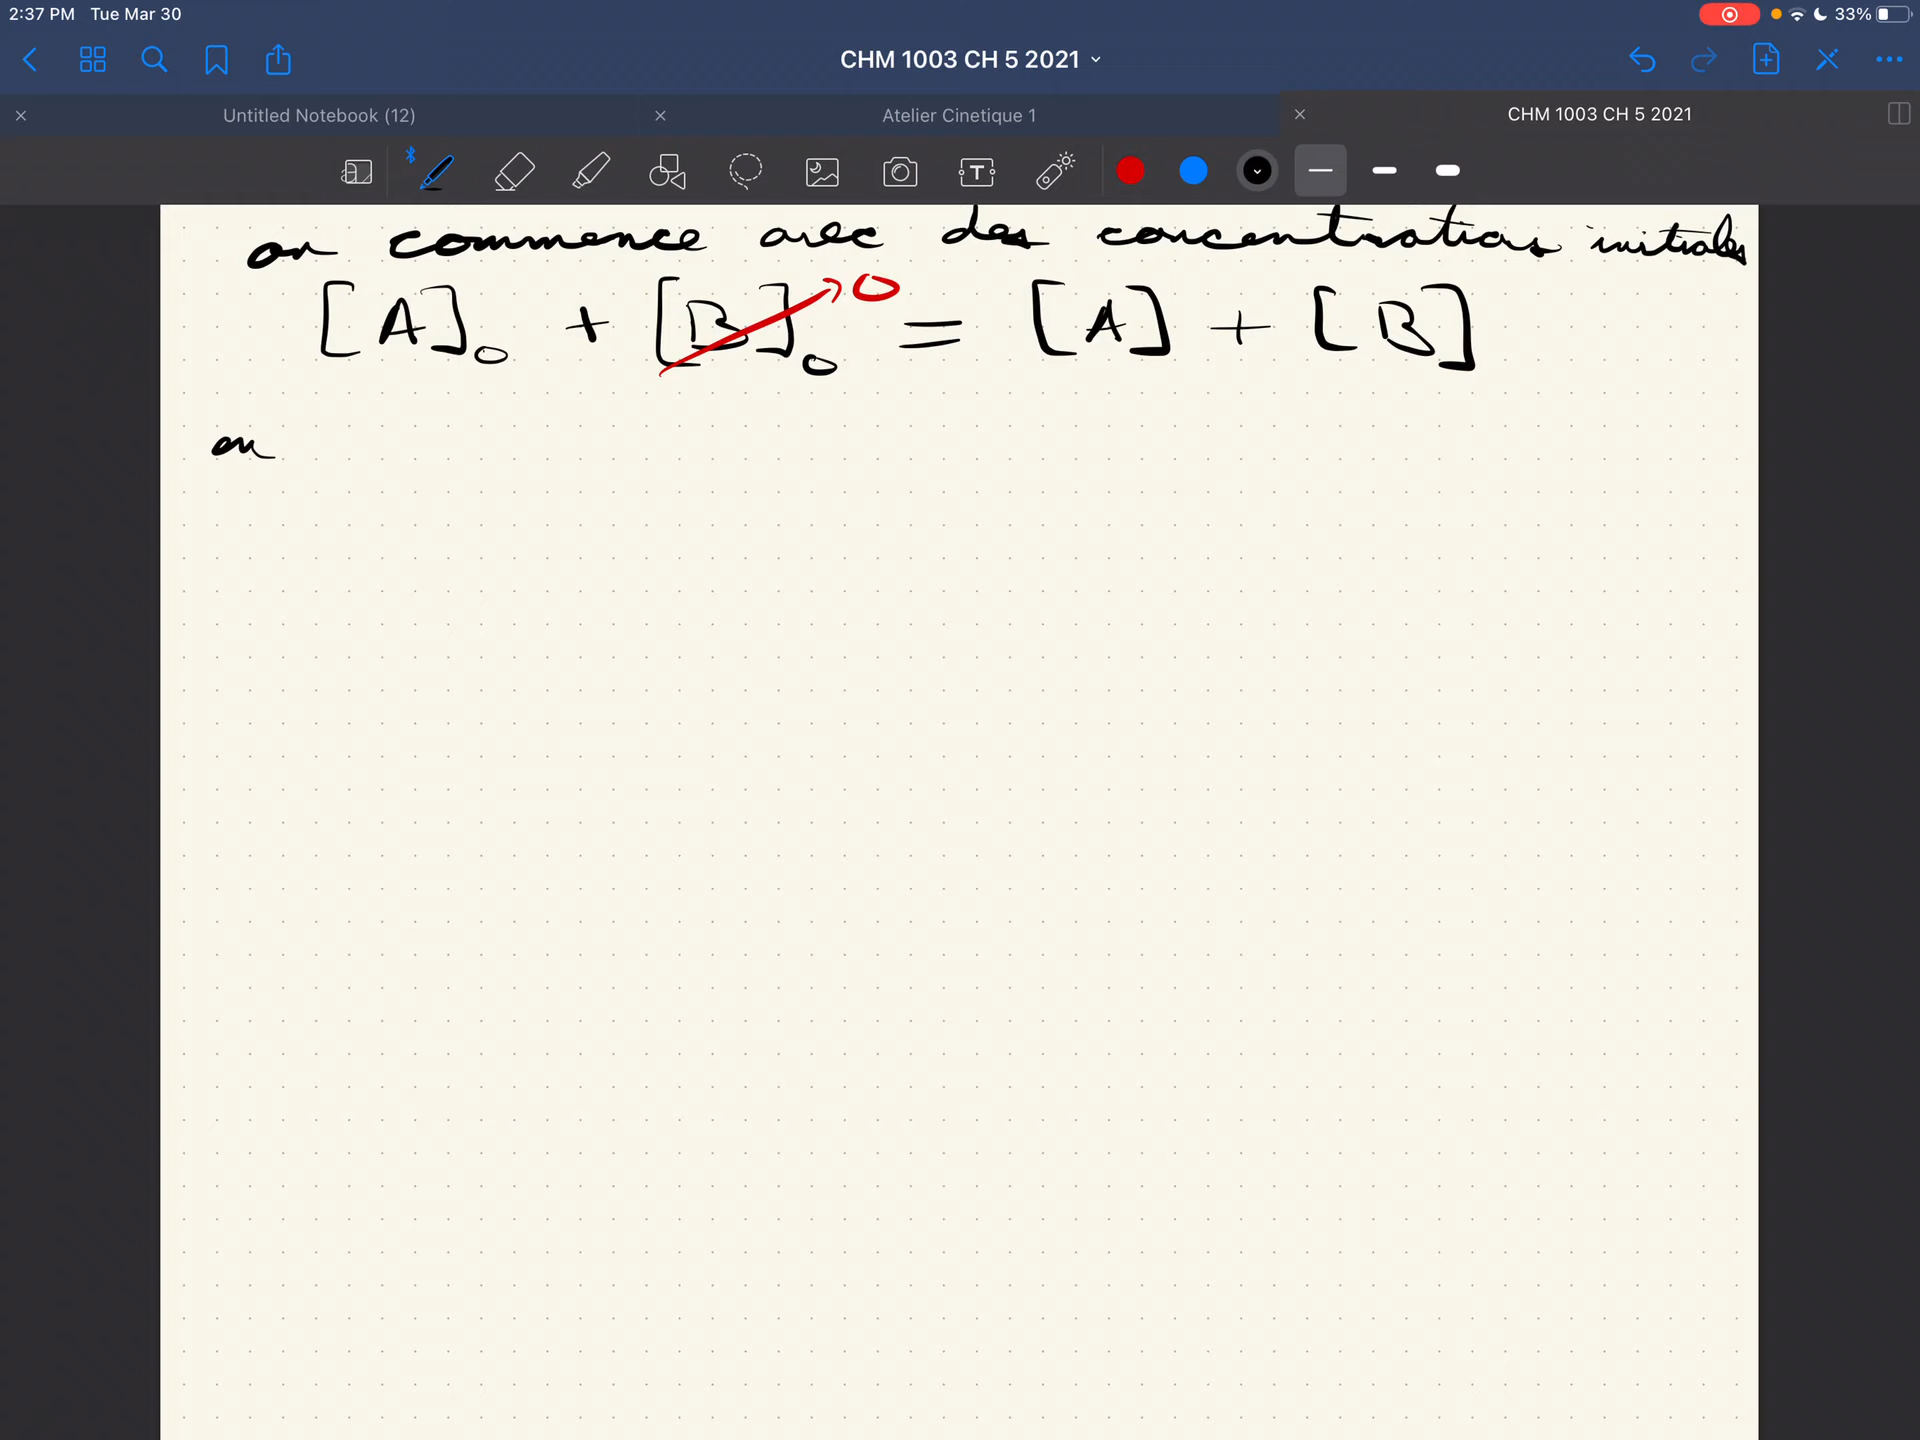 2:37 PM Tue Mar 30
33%
CHM 1003 CH 5 2021
Untitled Notebook (12)
Atelier Cinetique 1
CHM 1003 CH 5 2021
T
on commence avec des concentrations initiales
[A]₀ + [B]₀ → 0 = [A] + [B]
on